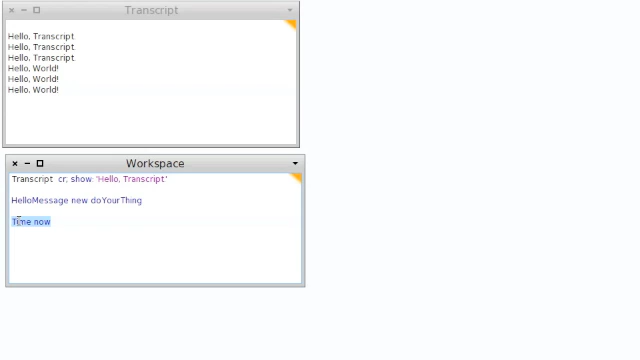 Transcript
Hello, Transcript
Hello, Transcript
Hello, Transcript
Hello, World!
Hello, World!
Hello, World!
Workspace
Transcript cr; show: 'Hello, Transcript'
HelloMessage new doYourThing
Time now